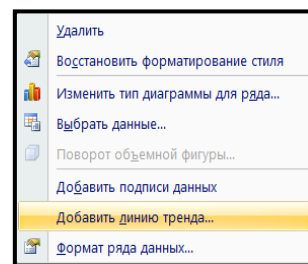 Удалить
Восстановить форматирование стиля
Изменить тип диаграммы для ряда...
Выбрать данные...
Поворот объемной фигуры...
Добавить подписи данных
Добавить линию тренда...
Формат ряда данных...